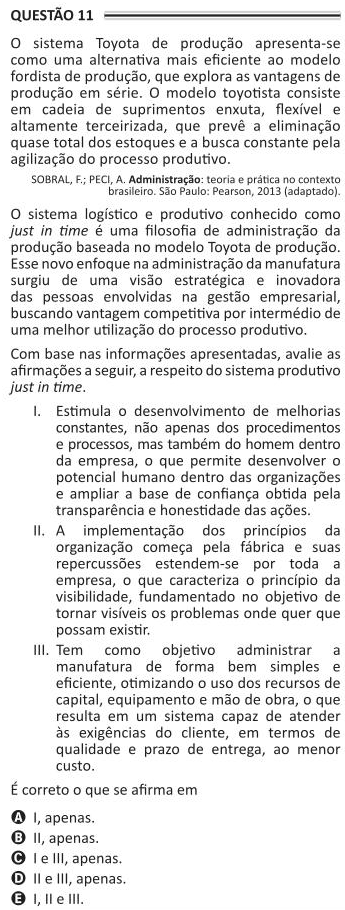 QUESTÃO 11
O sistema Toyota de produção apresenta-se
como uma alternativa mais eficiente ao modelo
fordista de produção, que explora as vantagens de
produção em série. O modelo toyotista consiste
em cadeia de suprimentos enxuta, flexível e
altamente terceirizada, que prevê a eliminação
quase total dos estoques e a busca constante pela
agilização do processo produtivo.
SOBRAL, F.; PECI, A. Administração: teoria e prática no contexto
brasileiro. São Paulo: Pearson, 2013 (adaptado).
O sistema logístico e produtivo conhecido como
just in time é uma filosofia de administração da
produção baseada no modelo Toyota de produção.
Esse novo enfoque na administração da manufatura
surgiu de uma visão estratégica e inovadora
das pessoas envolvidas na gestão empresarial,
buscando vantagem competitiva por intermédio de
uma melhor utilização do processo produtivo.
Com base nas informações apresentadas, avalie as
afirmações a seguir, a respeito do sistema produtivo
just in time.
I. Estimula o desenvolvimento de melhorias
constantes, não apenas dos procedimentos
e processos, mas também do homem dentro
da empresa, o que permite desenvolver o
potencial humano dentro das organizações
e ampliar a base de confiança obtida pela
transparência e honestidade das ações.
II. A implementação dos princípios da
organização começa pela fábrica e suas
repercussões estendem-se por toda a
empresa, o que caracteriza o princípio da
visibilidade, fundamentado no objetivo de
tornar visíveis os problemas onde quer que
possam existir.
III. Tem como objetivo administrar a
manufatura de forma bem simples e
eficiente, otimizando o uso dos recursos de
capital, equipamento e mão de obra, o que
resulta em um sistema capaz de atender
às exigências do cliente, em termos de
qualidade e prazo de entrega, ao menor
custo.
É correto o que se afirma em
A I, apenas.
B II, apenas.
C I e III, apenas.
D II e III, apenas.
E I, II e III.